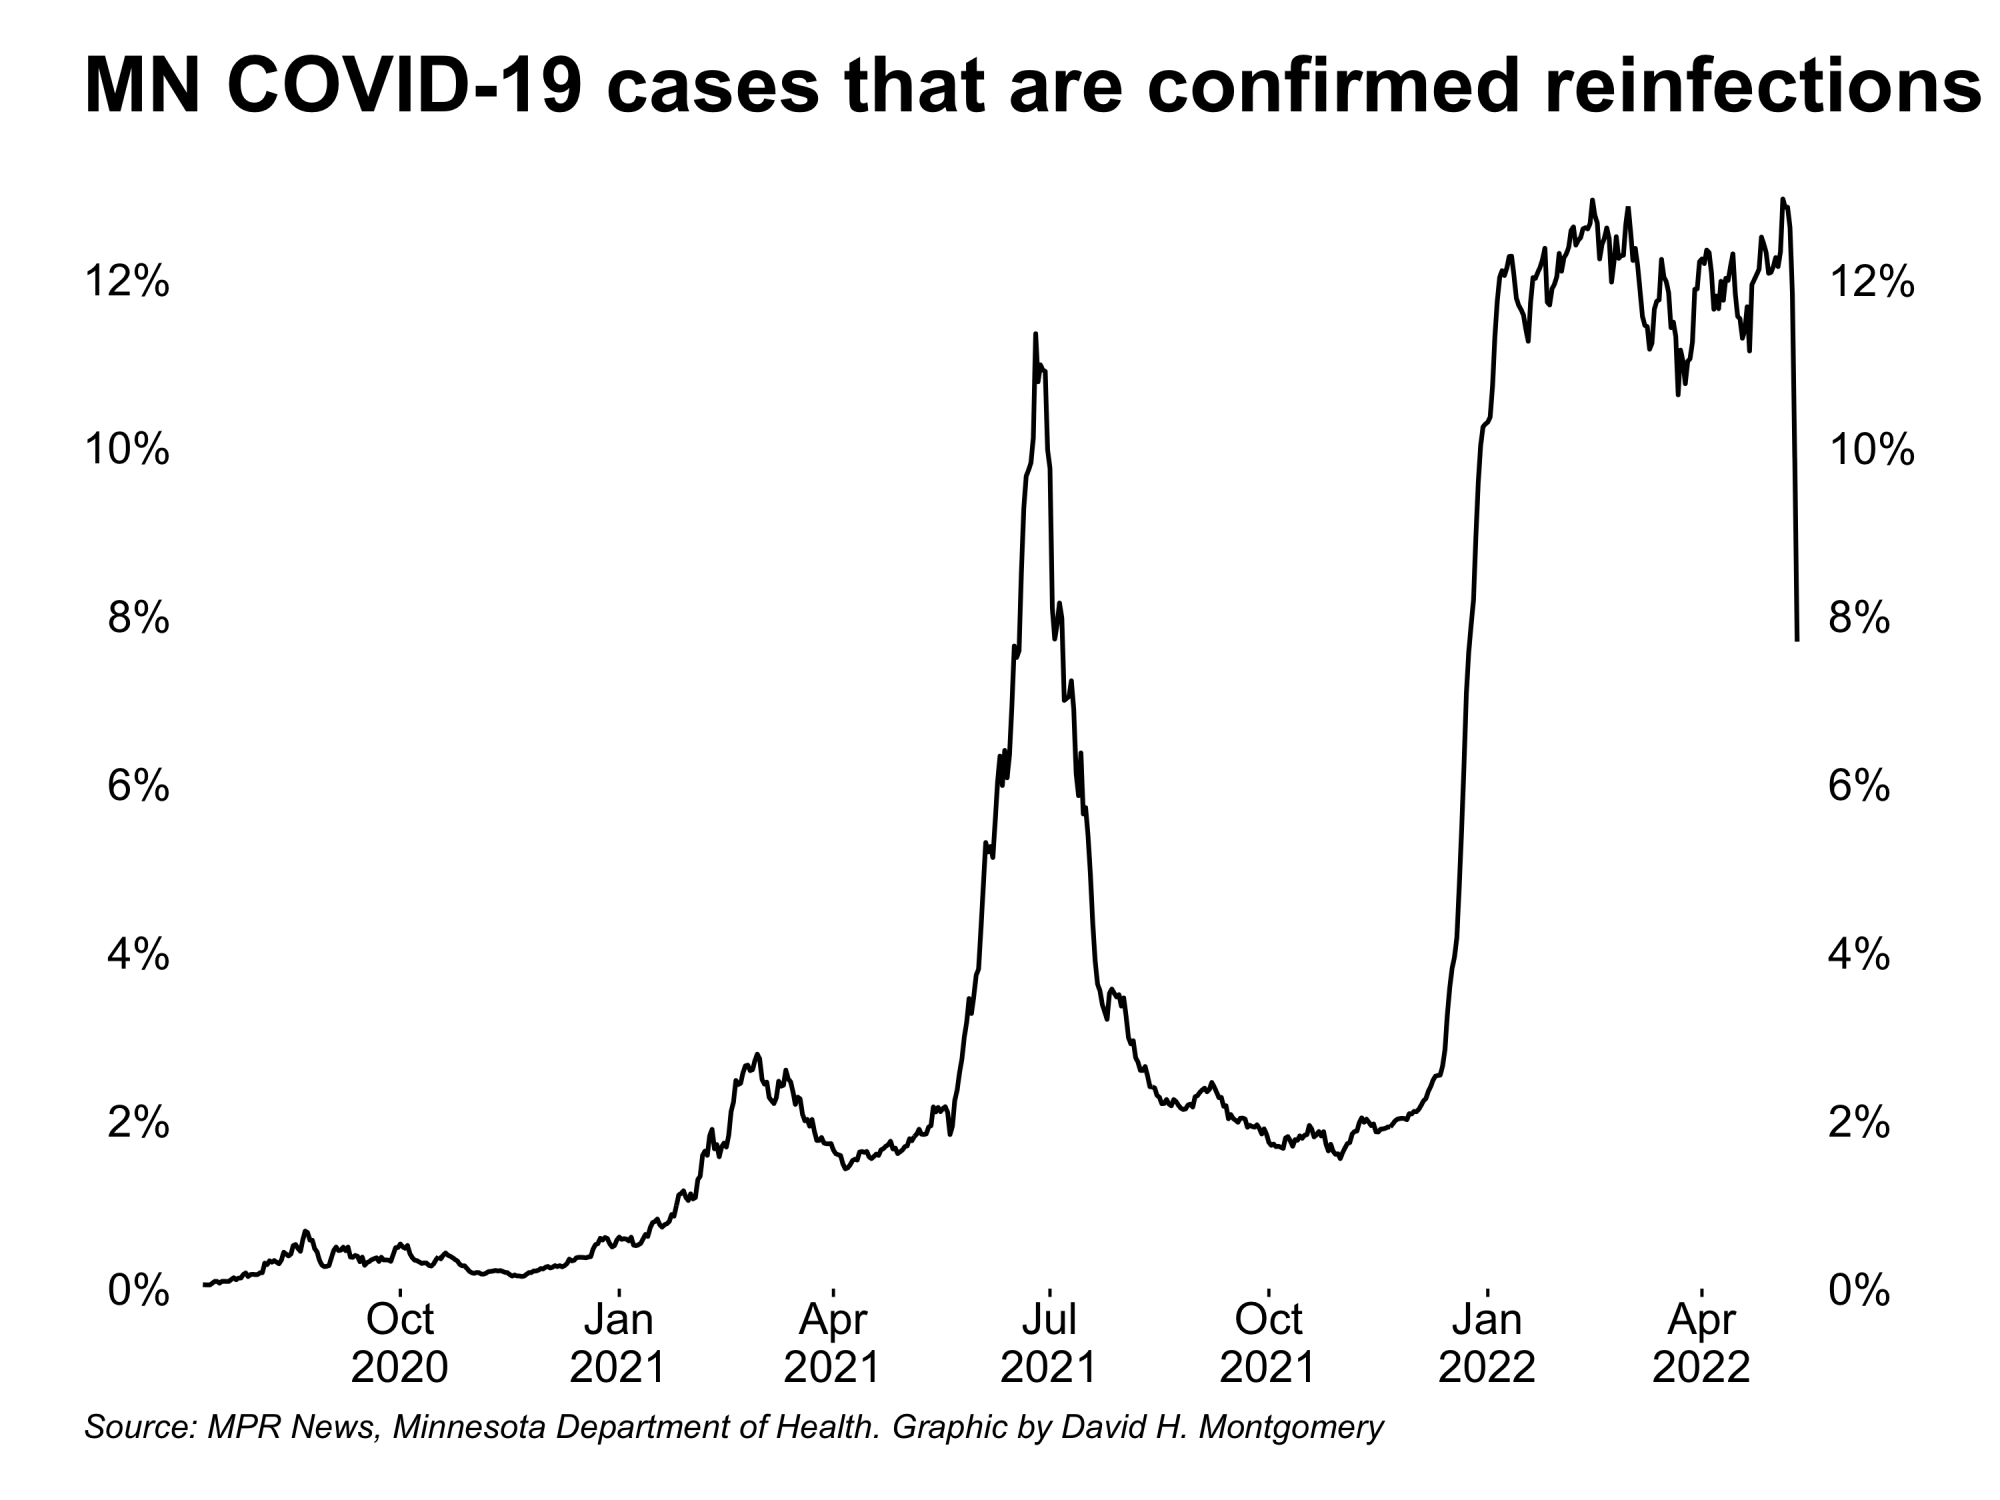 MN COVID-19 cases that are confirmed reinfections
12% 12%
10% 10%
8% 8%
6% 6%
4% 4%
2% 2%
0% 0%
Oct Jan Apr Jul Oct Jan Apr
2020 2021 2021 2021 2021 2022 2022
Source: MPR News, Minnesota Department of Health. Graphic by David H. Montgomery